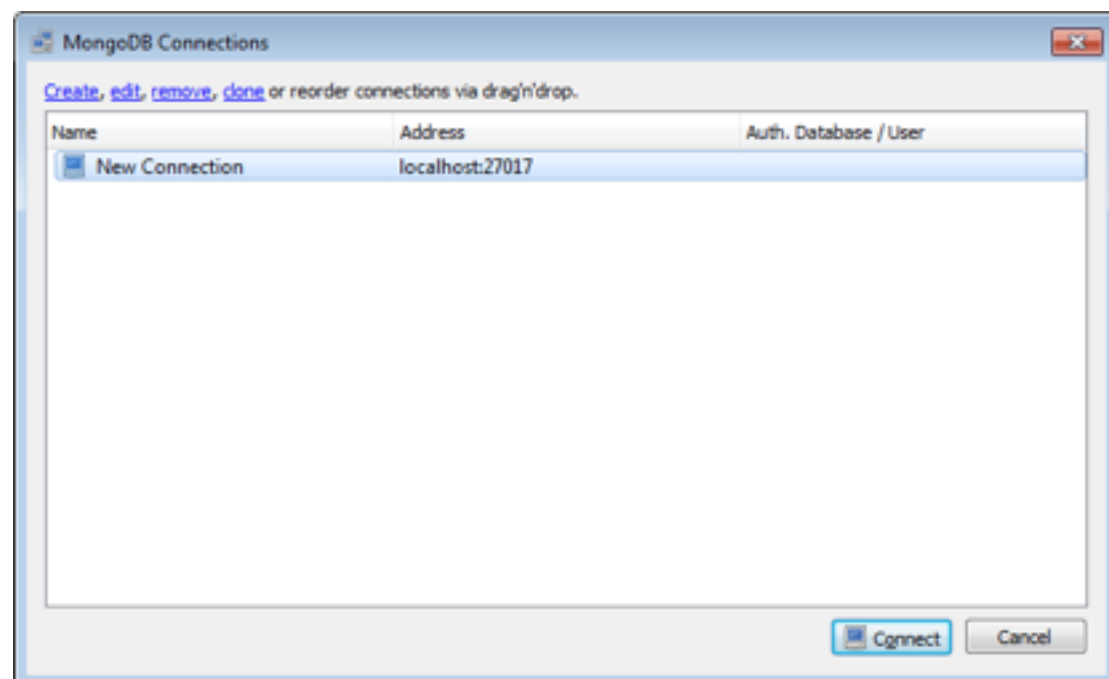 MongoDB Connections
Create, edit, remove, clone or reorder connections via drag'n'drop.
Name Address Auth. Database / User
New Connection localhost:27017
Connect Cancel